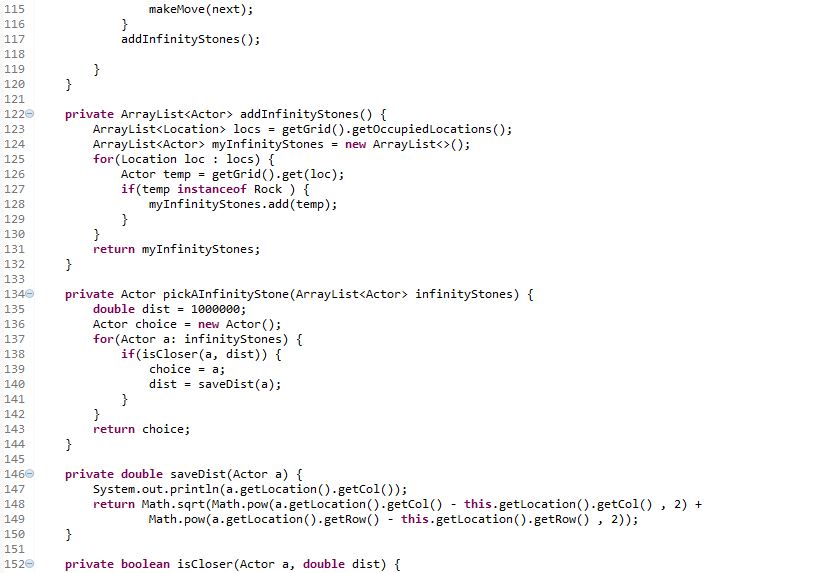 115                 makeMove(next);
116             }
117             addInfinityStones();
118
119         }
120     }
121
122     private ArrayList<Actor> addInfinityStones() {
123         ArrayList<Location> locs = getGrid().getOccupiedLocations();
124         ArrayList<Actor> myInfinityStones = new ArrayList<>();
125         for(Location loc : locs) {
126             Actor temp = getGrid().get(loc);
127             if(temp instanceof Rock ) {
128                 myInfinityStones.add(temp);
129             }
130         }
131         return myInfinityStones;
132     }
133
134     private Actor pickAInfinityStone(ArrayList<Actor> infinityStones) {
135         double dist = 1000000;
136         Actor choice = new Actor();
137         for(Actor a: infinityStones) {
138             if(isCloser(a, dist)) {
139                 choice = a;
140                 dist = saveDist(a);
141             }
142         }
143         return choice;
144     }
145
146     private double saveDist(Actor a) {
147         System.out.println(a.getLocation().getCol());
148         return Math.sqrt(Math.pow(a.getLocation().getCol() - this.getLocation().getCol() , 2) +
149                 Math.pow(a.getLocation().getRow() - this.getLocation().getRow() , 2));
150     }
151
152     private boolean isCloser(Actor a, double dist) {